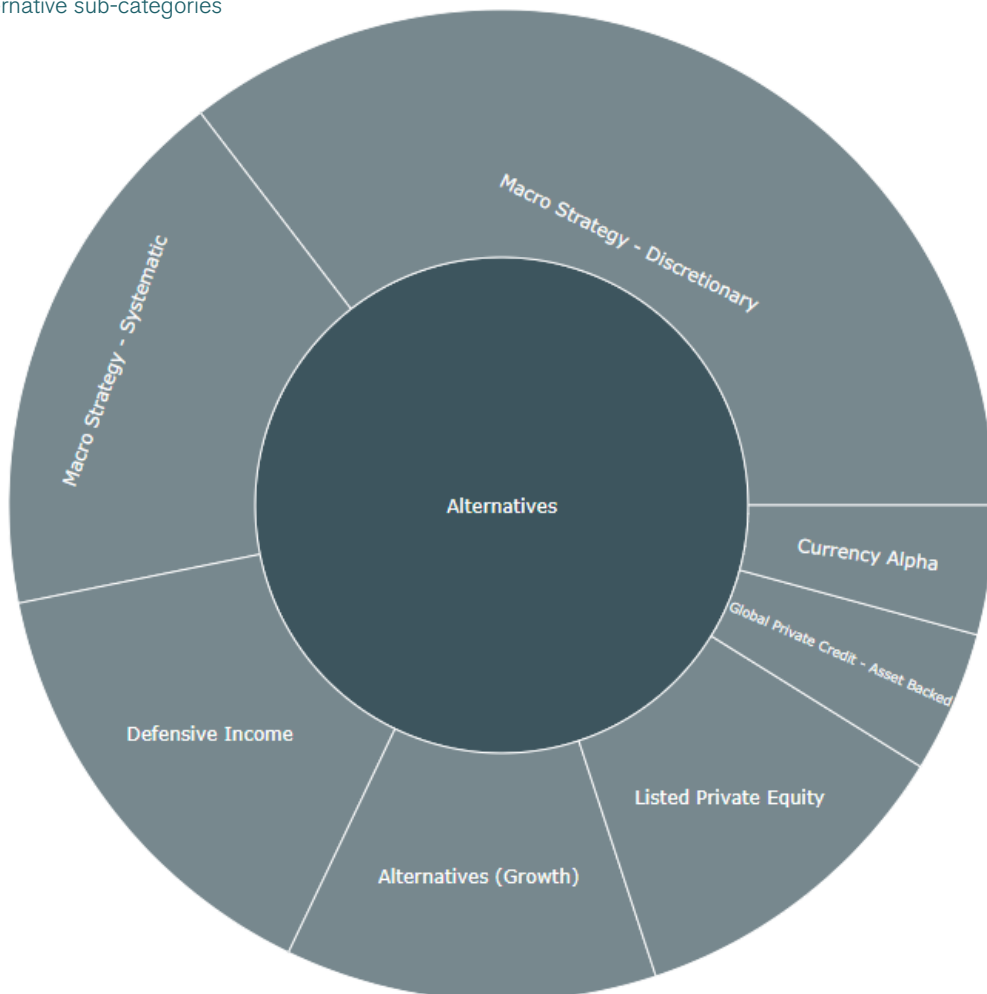 rnative sub-categories
Macro Strategy - Discretionary
Macro Strategy - Systematic
Alternatives
Currency Alpha
Global Private Credit - Asset Backed
Defensive Income
Listed Private Equity
Alternatives (Growth)